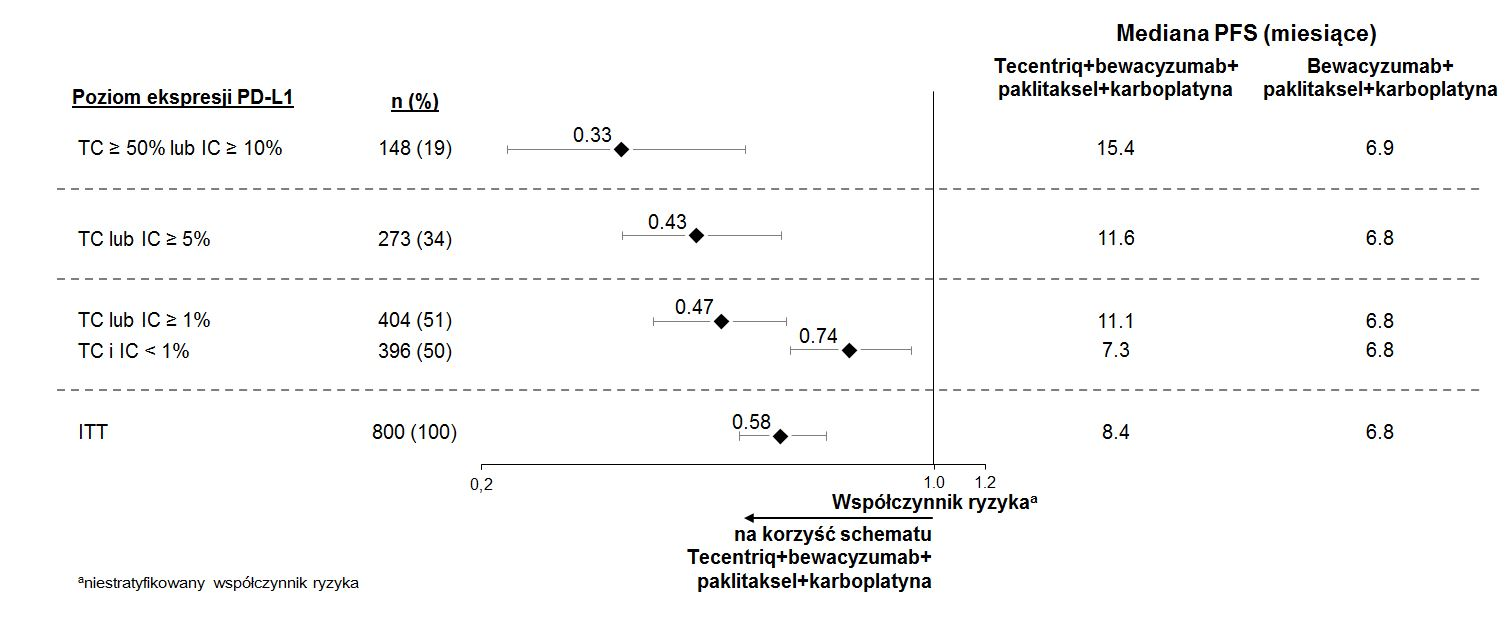 Mediana PFS (miesiące)
Tecentriq+bewacyzumab+ Bewacyzumab+
Poziom ekspresji PD-L1 n (%) paklitaksel+karboplatyna paklitaksel+karboplatyna
TC ≥ 50% lub IC ≥ 10% 148 (19) 0.33 15.4 6.9
TC lub IC ≥ 5% 273 (34) 0.43 11.6 6.8
TC lub IC ≥ 1% 404 (51) 0.47 11.1 6.8
TC i IC < 1% 396 (50) 0.74 7.3 6.8
ITT 800 (100) 0.58 8.4 6.8
0,2 1.0 1.2
Współczynnik ryzykaᵃ
na korzyść schematu
Tecentriq+bewacyzumab+
paklitaksel+karboplatyna
ᵃniestratyfikowany współczynnik ryzyka